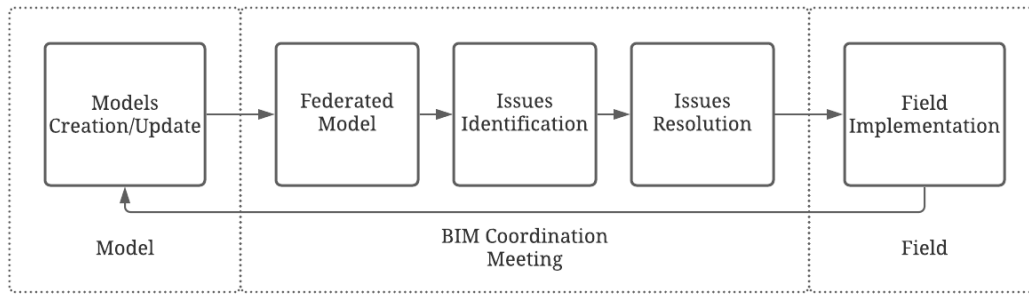 Models
Creation/Update
Federated
Model
Issues
Identification
Issues
Resolution
Field
Implementation
Model
BIM Coordination
Meeting
Field